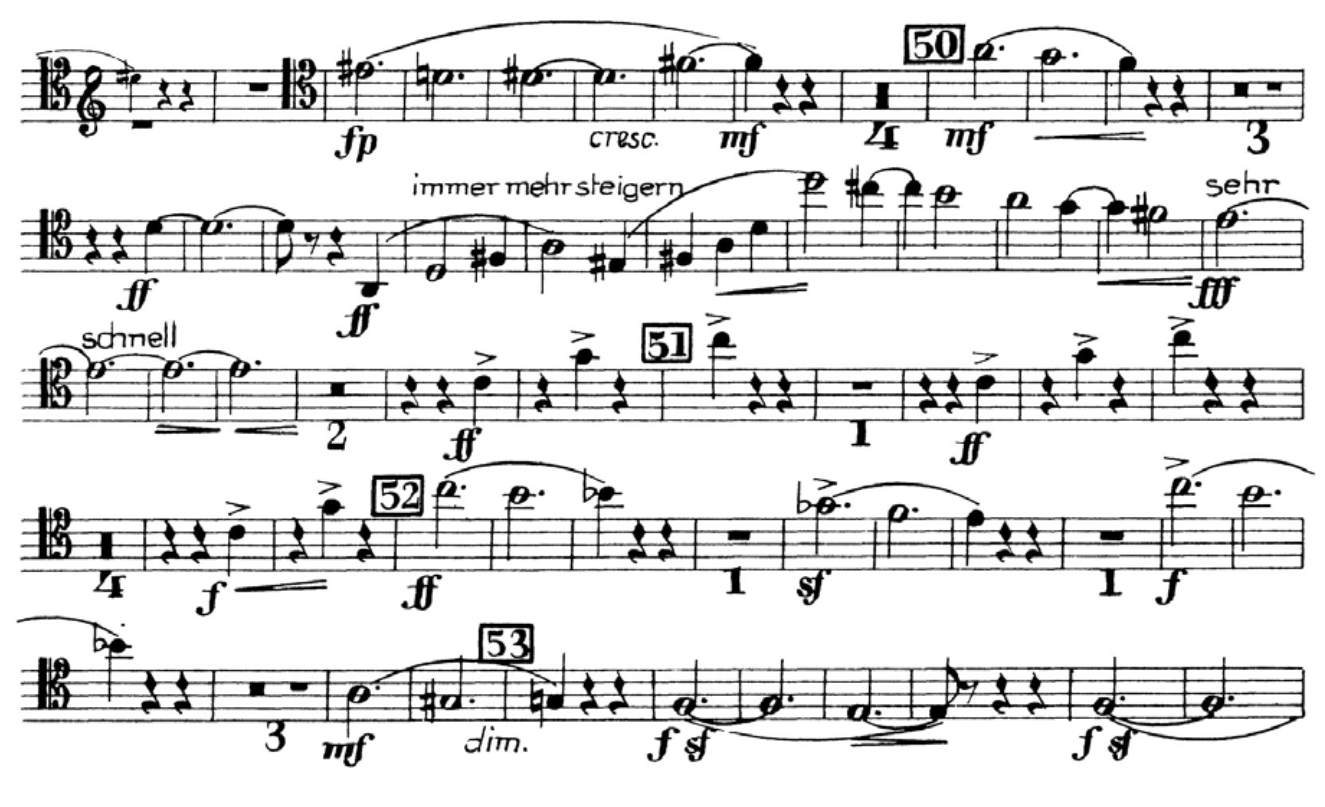 50
fp cresc. mf 4 mf 3
immer mehr steigern sehr
ff ff fff
schnell
51
2 ff 1 ff
52
4 f ff 1 sf 1 f
53
3 mf dim. f sf f sf